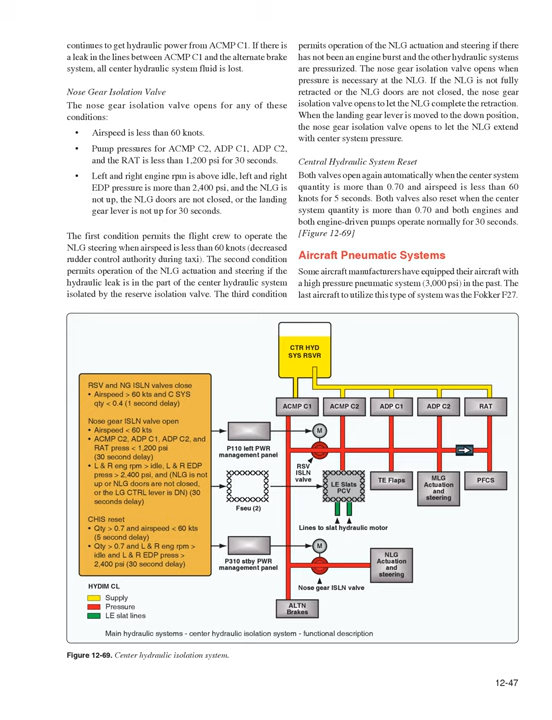 continues to get hydraulic power from ACMP C1. If there is
a leak in the lines between ACMP C1 and the alternate brake
system, all center hydraulic system fluid is lost.
Nose Gear Isolation Valve
The nose gear isolation valve opens for any of these
conditions:
• Airspeed is less than 60 knots.
• Pump pressures for ACMP C2, ADP C1, ADP C2,
and the RAT is less than 1,200 psi for 30 seconds.
• Left and right engine rpm is above idle, left and right
EDP pressure is more than 2,400 psi, and the NLG is
not up, the NLG doors are not closed, or the landing
gear lever is not up for 30 seconds.
The first condition permits the flight crew to operate the
NLG steering when airspeed is less than 60 knots (decreased
rudder control authority during taxi). The second condition
permits operation of the NLG actuation and steering if the
hydraulic leak is in the part of the center hydraulic system
isolated by the reserve isolation valve. The third condition
permits operation of the NLG actuation and steering if there
has not been an engine burst and the other hydraulic systems
are pressurized. The nose gear isolation valve opens when
pressure is necessary at the NLG. If the NLG is not fully
retracted or the NLG doors are not closed, the nose gear
isolation valve opens to let the NLG complete the retraction.
When the landing gear lever is moved to the down position,
the nose gear isolation valve opens to let the NLG extend
with center system pressure.
Central Hydraulic System Reset
Both valves open again automatically when the center system
quantity is more than 0.70 and airspeed is less than 60
knots for 5 seconds. Both valves also reset when the center
system quantity is more than 0.70 and both engines and
both engine-driven pumps operate normally for 30 seconds.
[Figure 12-69]
Aircraft Pneumatic Systems
Some aircraft manufacturers have equipped their aircraft with
a high pressure pneumatic system (3,000 psi) in the past. The
last aircraft to utilize this type of system was the Fokker F27.
CTR HYD
SYS RSVR
RSV and NG ISLN valves close
• Airspeed > 60 kts and C SYS
qty < 0.4 (1 second delay)
Nose gear ISLN valve open
• Airspeed < 60 kts
• ACMP C2, ADP C1, ADP C2, and
RAT press < 1,200 psi
(30 second delay)
• L & R eng rpm > idle, L & R EDP
press > 2,400 psi, and (NLG is not
up or NLG doors are not closed,
or the LG CTRL lever is DN) (30
seconds delay)
CHIS reset
• Qty > 0.7 and airspeed < 60 kts
(5 second delay)
• Qty > 0.7 and L & R eng rpm >
idle and L & R EDP press >
2,400 psi (30 second delay)
HYDIM CL
Supply
Pressure
LE slat lines
ACMP C1
ACMP C2
ADP C1
ADP C2
RAT
M
P110 left PWR
management panel
RSV
ISLN
valve
LE Slats
PCV
TE Flaps
MLG
Actuation
and
steering
PFCS
Fseu (2)
Lines to slat hydraulic motor
M
P310 stby PWR
management panel
NLG
Actuation
and
steering
Nose gear ISLN valve
ALTN
Brakes
Main hydraulic systems - center hydraulic isolation system - functional description
Figure 12-69. Center hydraulic isolation system.
12-47